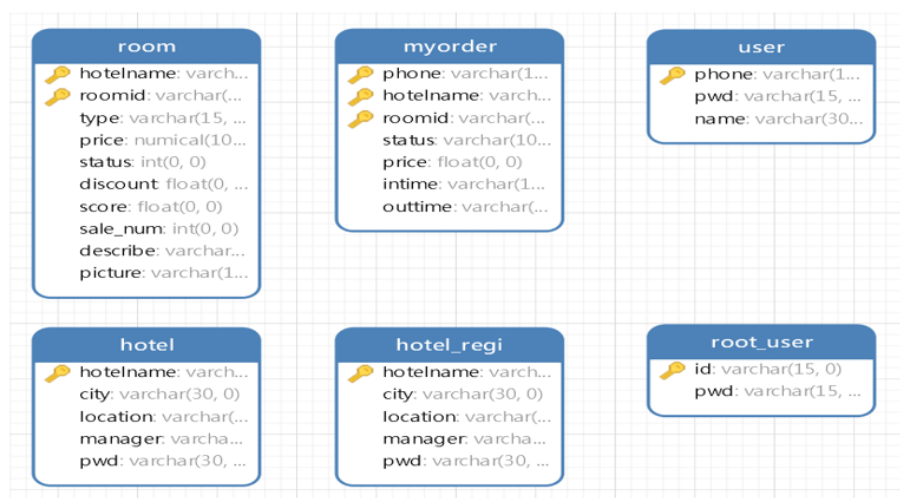 room
hotelname: varch...
roomid: varchar(...
type: varchar(15, ...
price: numical(10...
status: int(0, 0)
discount: float(0, ...
score: float(0, 0)
sale_num: int(0, 0)
describe: varchar...
picture: varchar(1...
myorder
phone: varchar(1...
hotelname: varch...
roomid: varchar(...
status: varchar(10...
price: float(0, 0)
intime: varchar(1...
outtime: varchar(...
user
phone: varchar(1...
pwd: varchar(15, ...
name: varchar(30...
hotel
hotelname: varch...
city: varchar(30, 0)
location: varchar(...
manager: varcha...
pwd: varchar(30, ...
hotel_regi
hotelname: varch...
city: varchar(30, 0)
location: varchar(...
manager: varcha...
pwd: varchar(30, ...
root_user
id: varchar(15, 0)
pwd: varchar(15, ...